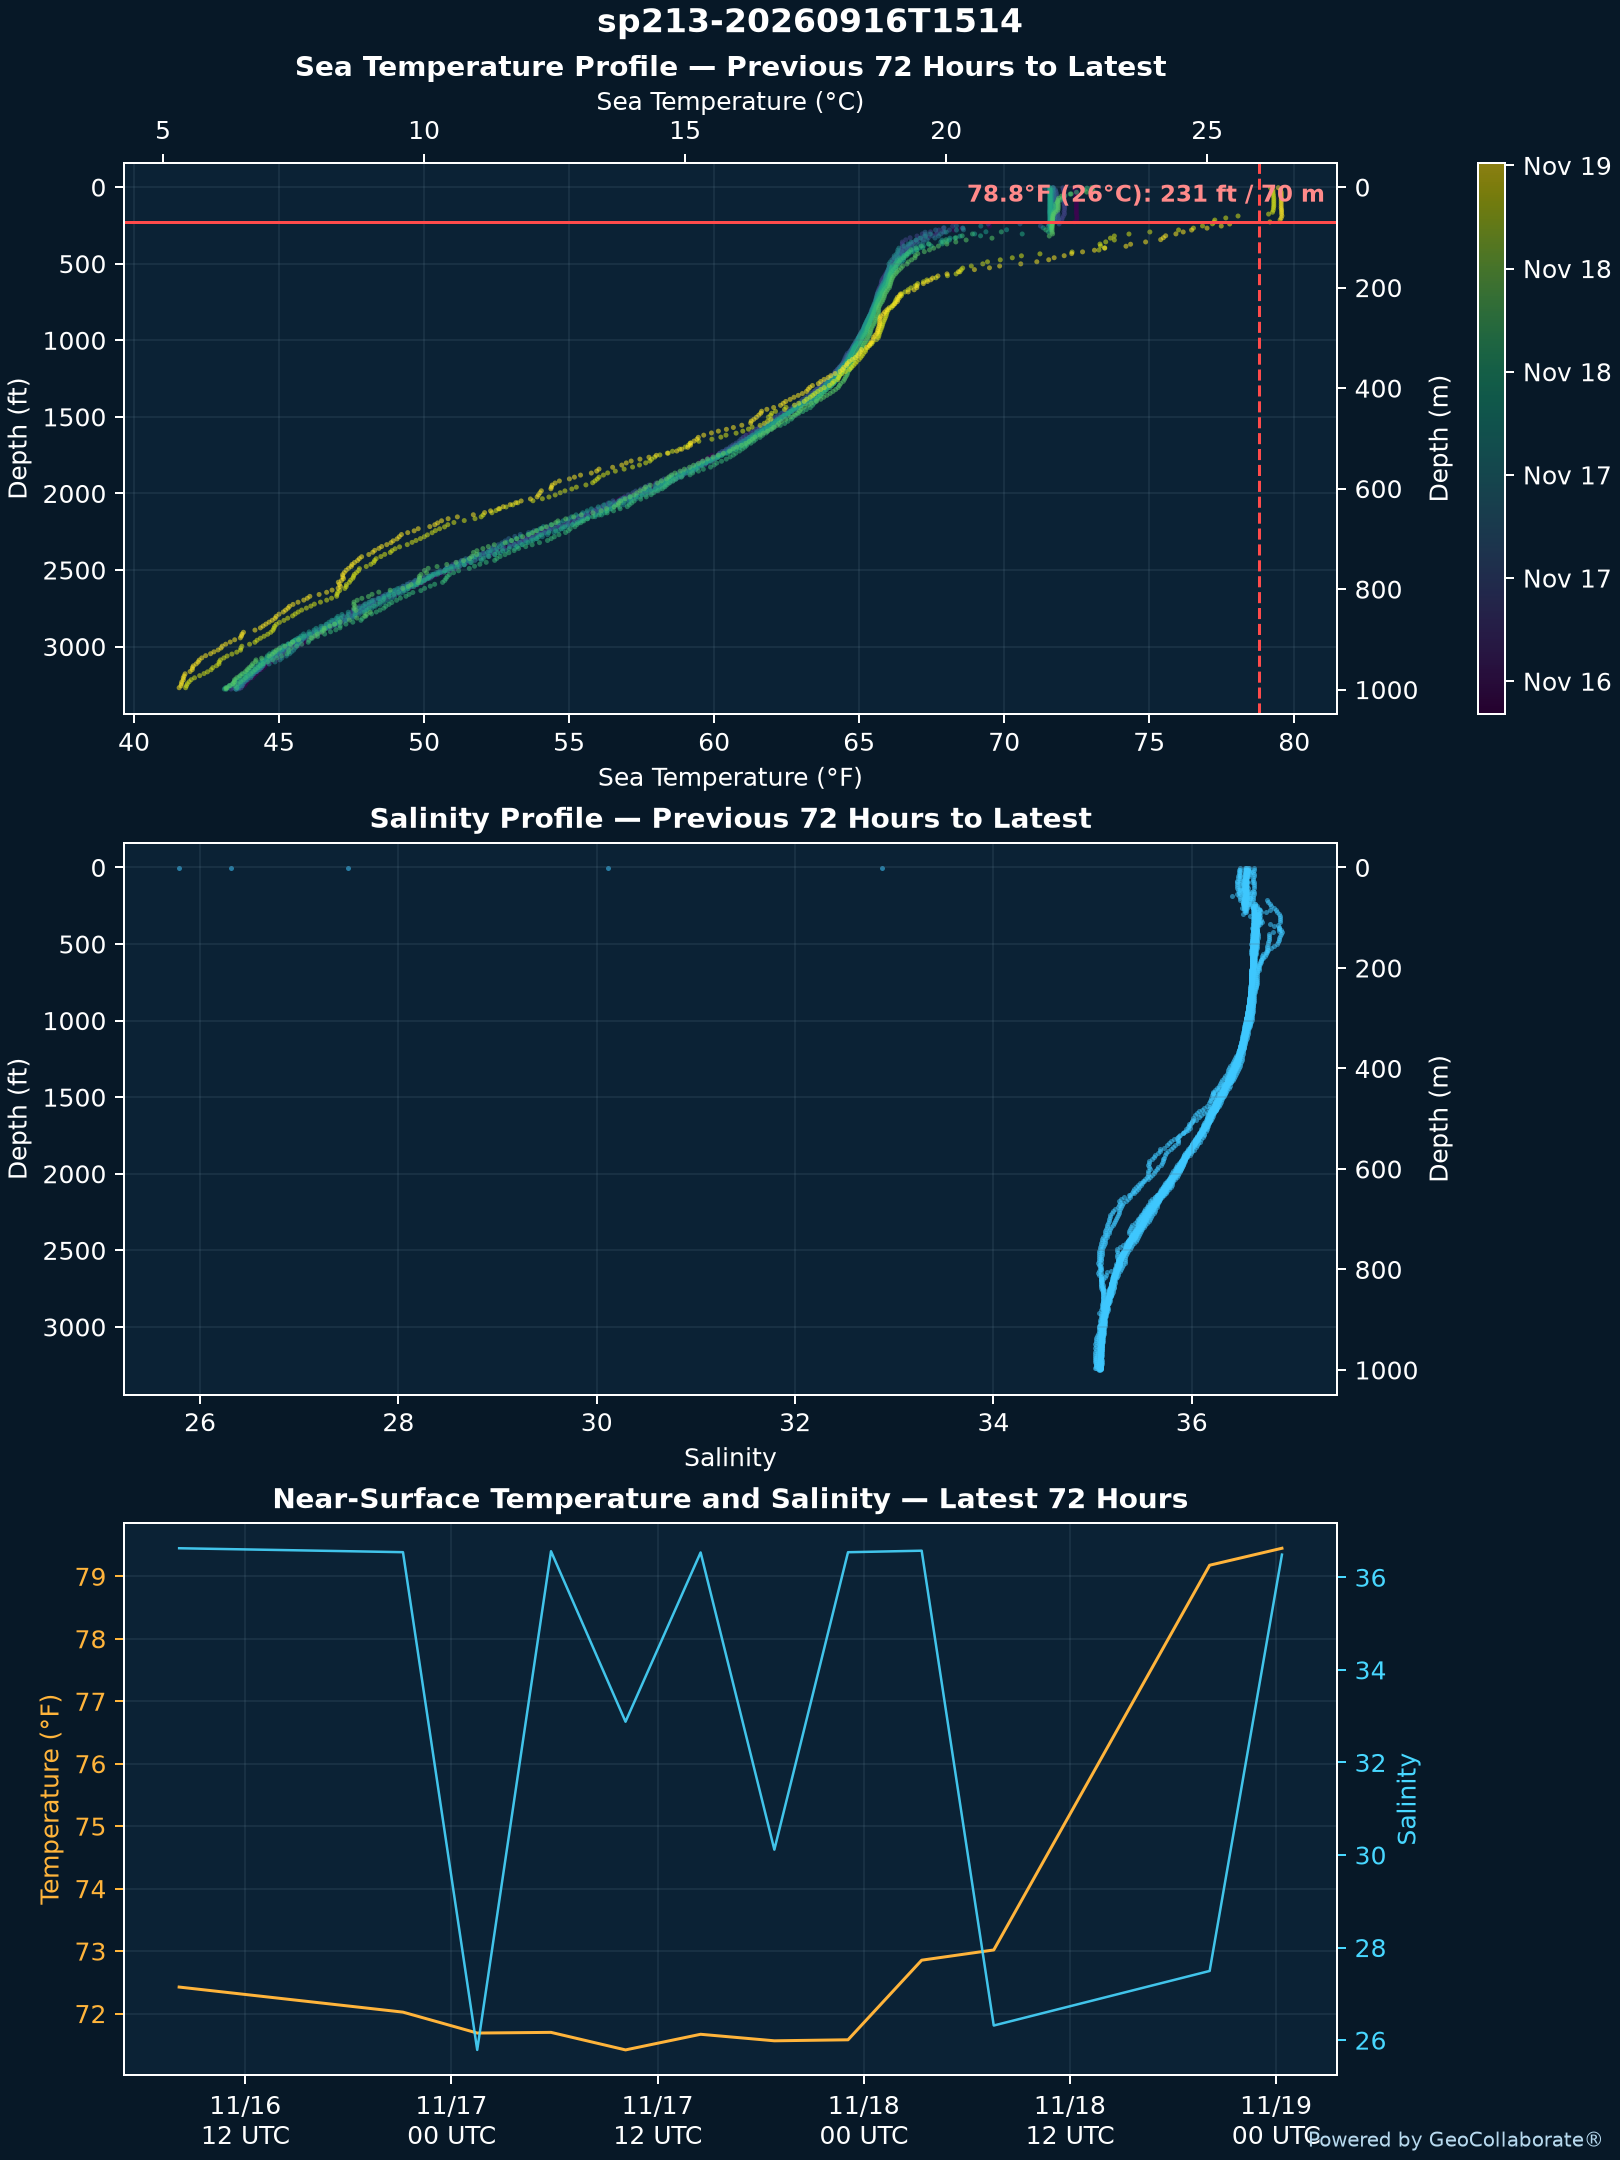 sp213-20260916T1514
Sea Temperature Profile — Previous 72 Hours to Latest
Sea Temperature (°C)
5 10 15 20 25
78.8°F (26°C): 231 ft / 70 m
0
500
1000
1500
2000
2500
3000
Depth (ft)
0
200
400
600
800
1000
Depth (m)
Nov 19
Nov 18
Nov 18
Nov 17
Nov 17
Nov 16
40 45 50 55 60 65 70 75 80
Sea Temperature (°F)
Salinity Profile — Previous 72 Hours to Latest
0
500
1000
1500
2000
2500
3000
Depth (ft)
0
200
400
600
800
1000
Depth (m)
26 28 30 32 34 36
Salinity
Near-Surface Temperature and Salinity — Latest 72 Hours
79
78
77
76
75
74
73
72
Temperature (°F)
36
34
32
30
28
26
Salinity
11/16 11/17 11/17 11/18 11/18 11/19
12 UTC 00 UTC 12 UTC 00 UTC 12 UTC 00 UTC
Powered by GeoCollaborate®